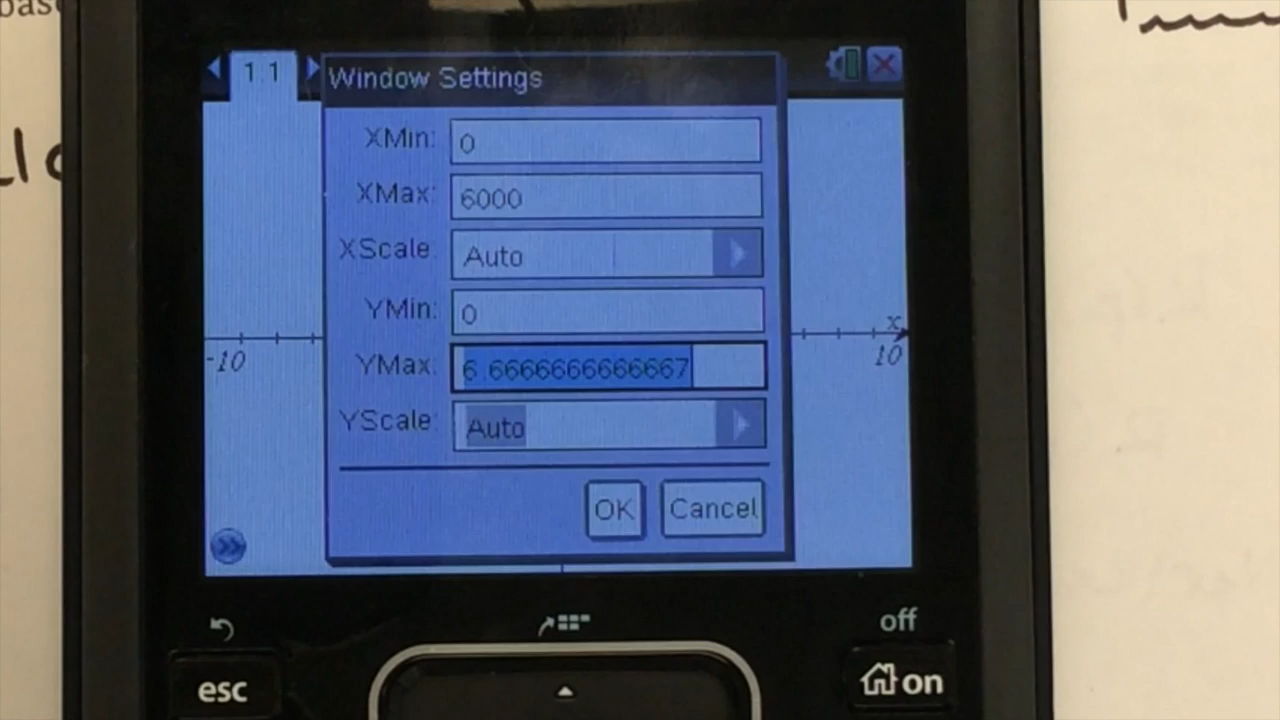 1.1
Window Settings
XMin: 0
XMax: 6000
XScale: Auto
YMin: 0
YMax: 6.6666666666667
YScale: Auto
OK Cancel
-10
x
10
off
esc
on